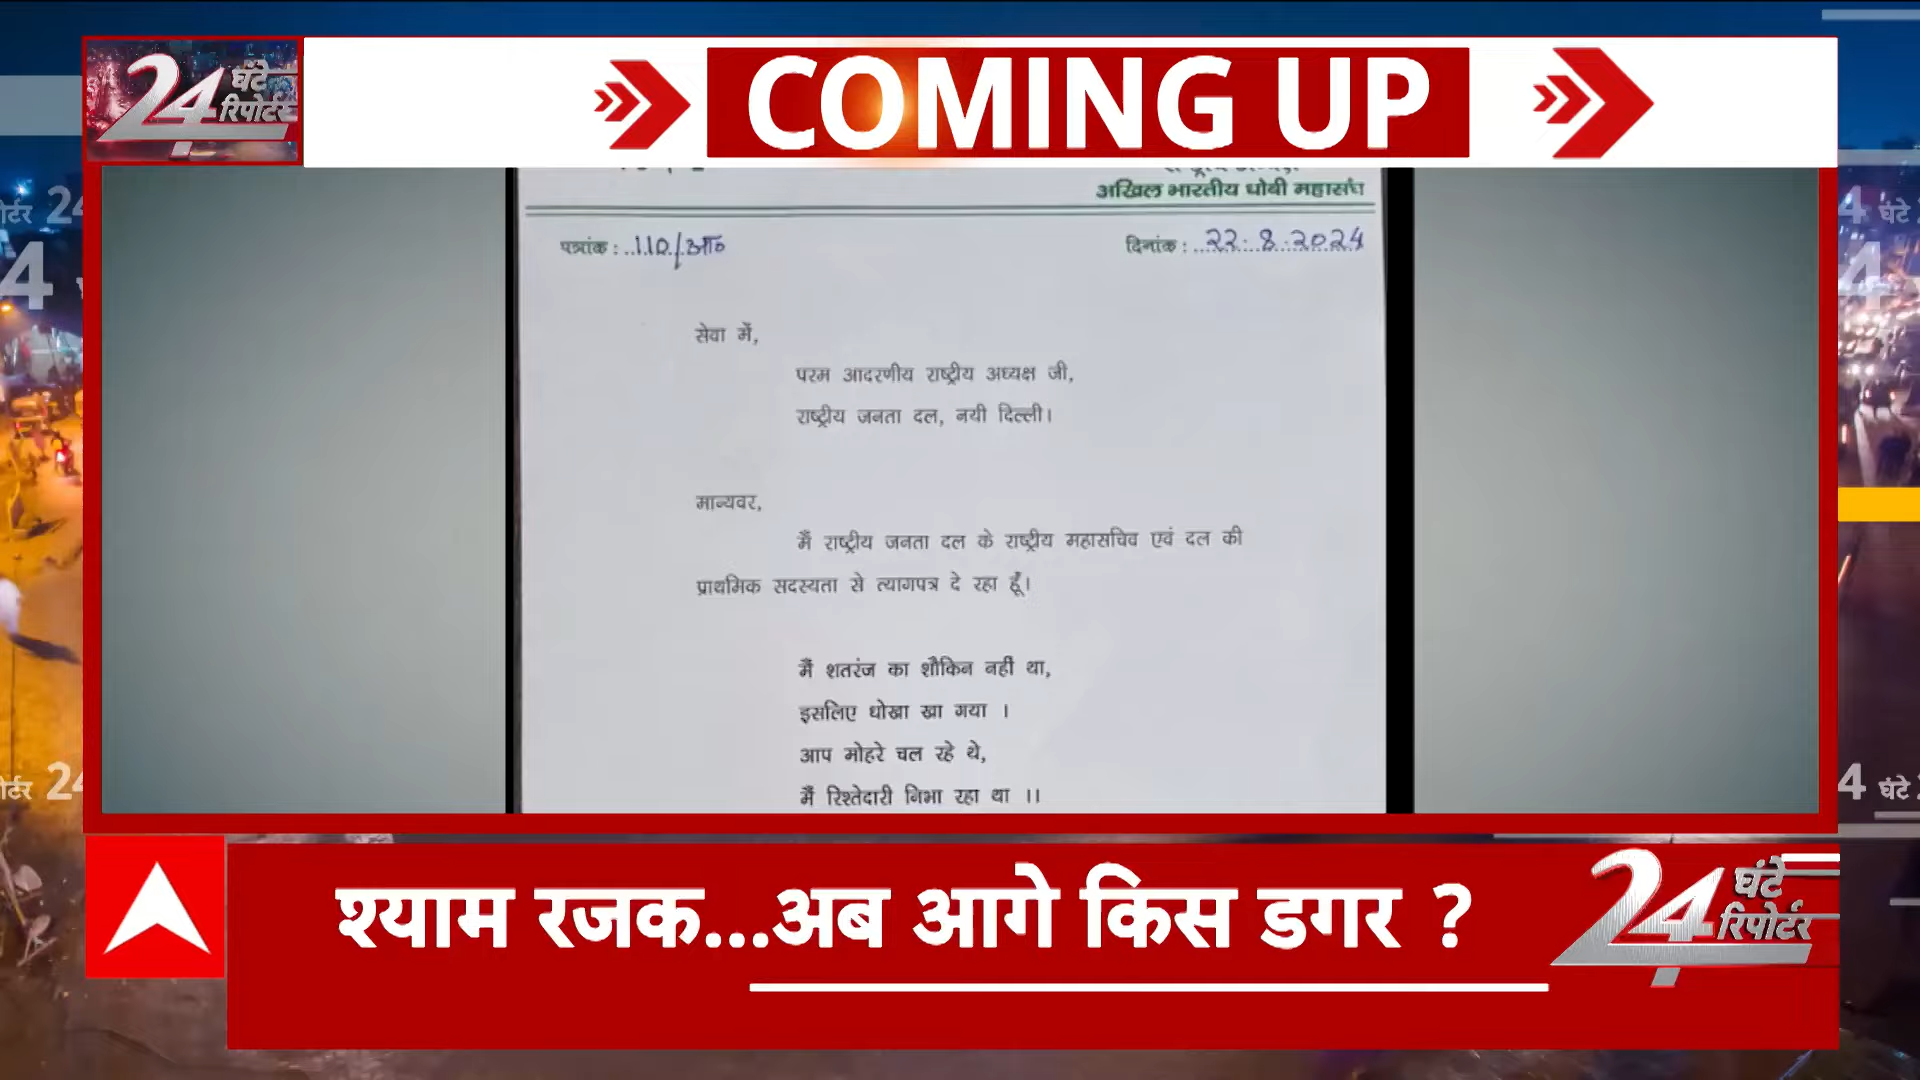 24 घंटे रिपोर्टर
COMING UP
अखिल भारतीय धोबी महासंघ
पत्रांक : 110/आ०
दिनांक : 22.8.2024
सेवा में,
परम आदरणीय राष्ट्रीय अध्यक्ष जी,
राष्ट्रीय जनता दल, नयी दिल्ली।
मान्यवर,
मैं राष्ट्रीय जनता दल के राष्ट्रीय महासचिव एवं दल की
प्राथमिक सदस्यता से त्यागपत्र दे रहा हूँ।
मैं शतरंज का शौकिन नहीं था,
इसलिए धोखा खा गया ।
आप मोहरे चल रहे थे,
मैं रिश्तेदारी निभा रहा था ।।
श्याम रजक...अब आगे किस डगर ?
24 घंटे रिपोर्टर